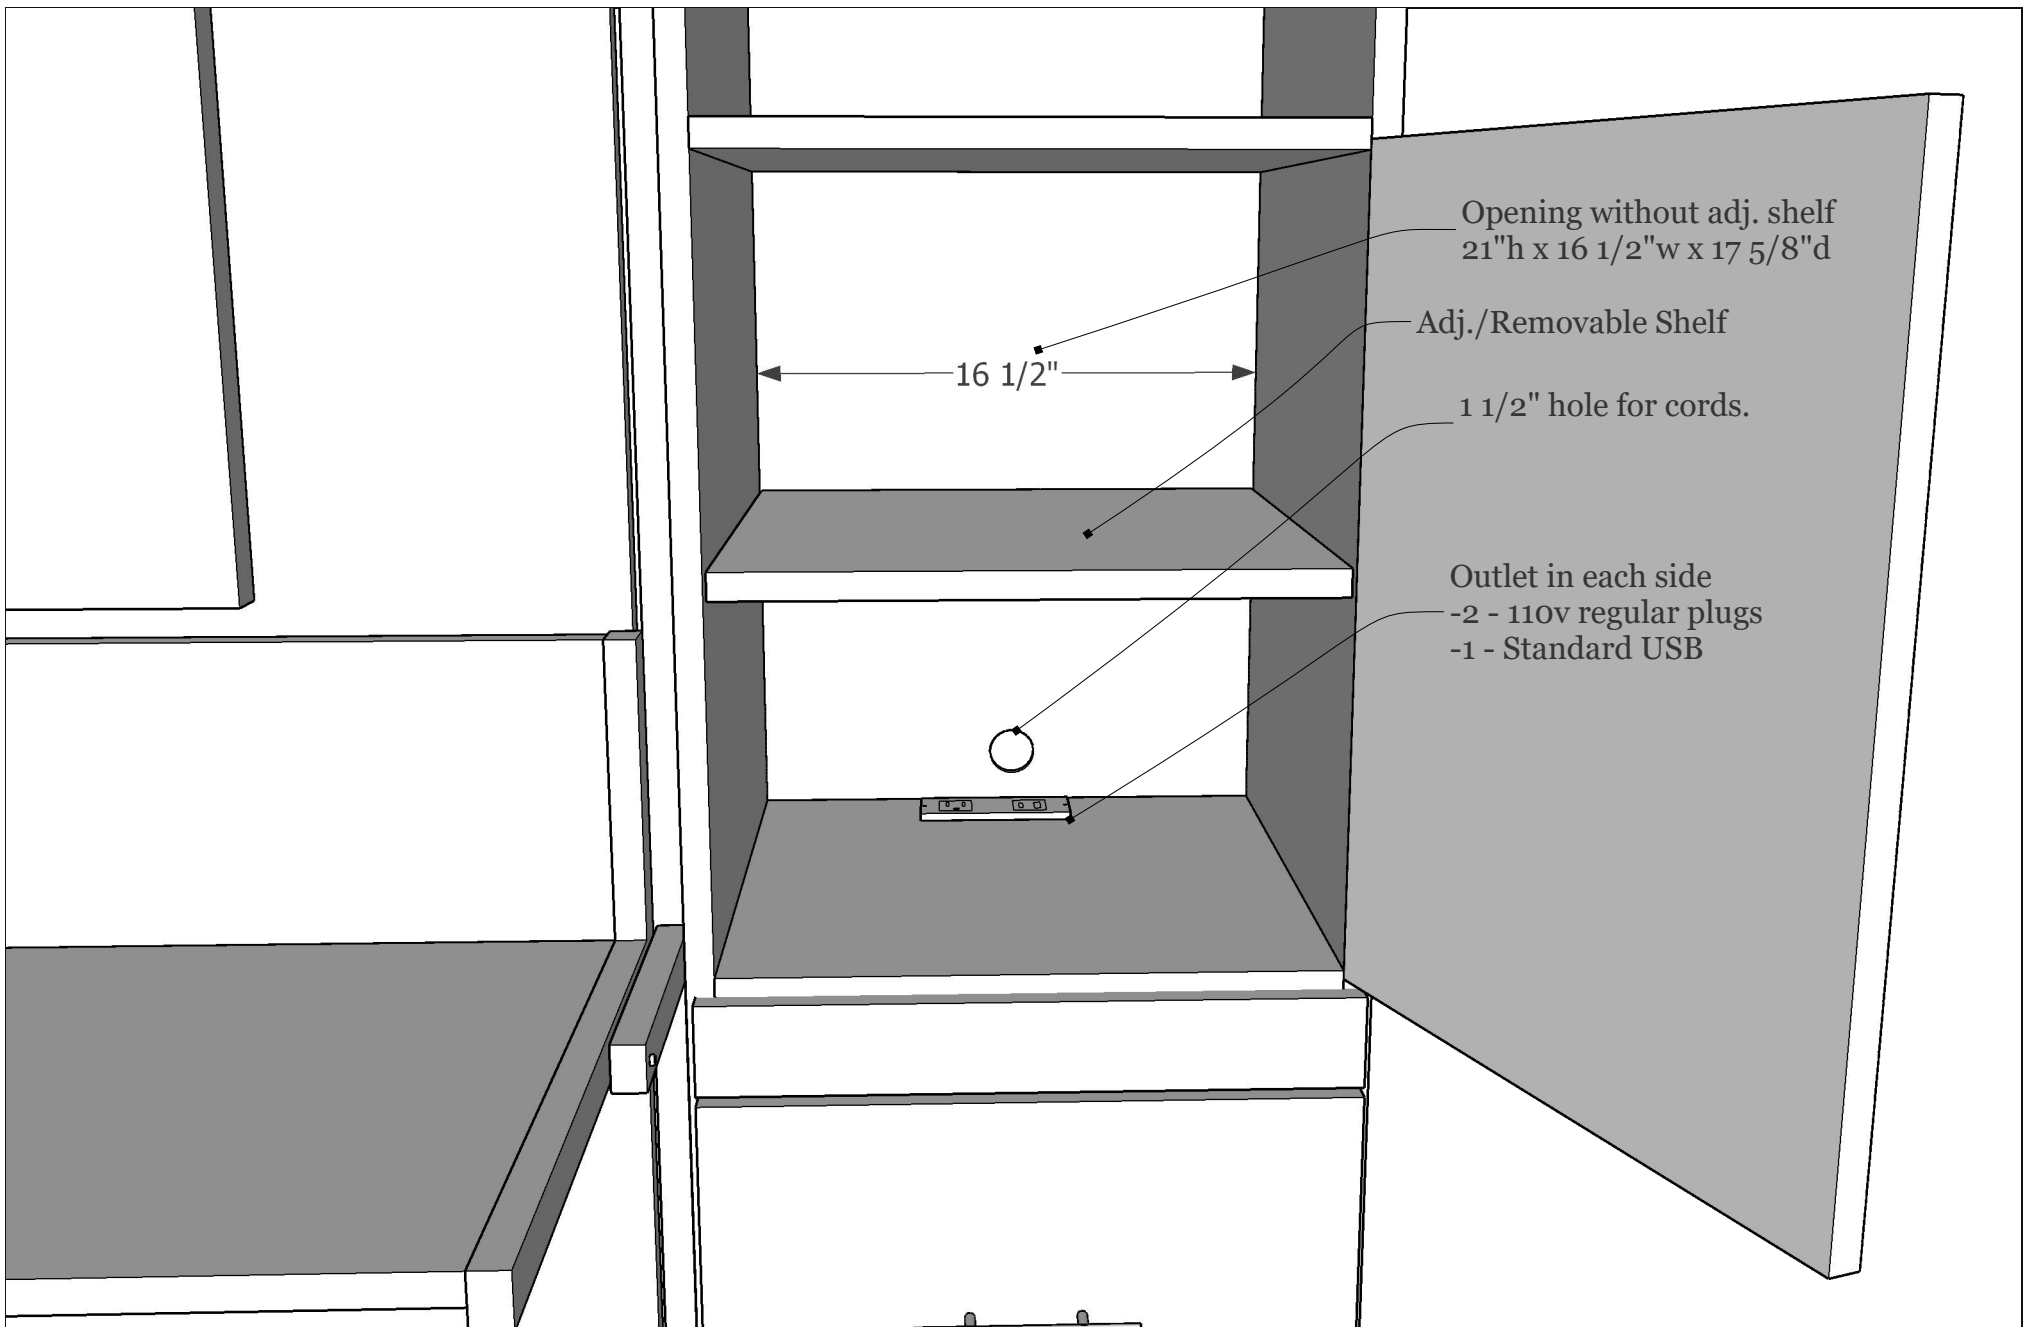 Opening without adj. shelf
21"h x 16 1/2"w x 17 5/8"d
Adj./Removable Shelf
16 1/2"
1 1/2" hole for cords.
Outlet in each side
-2 - 110v regular plugs
-1 - Standard USB